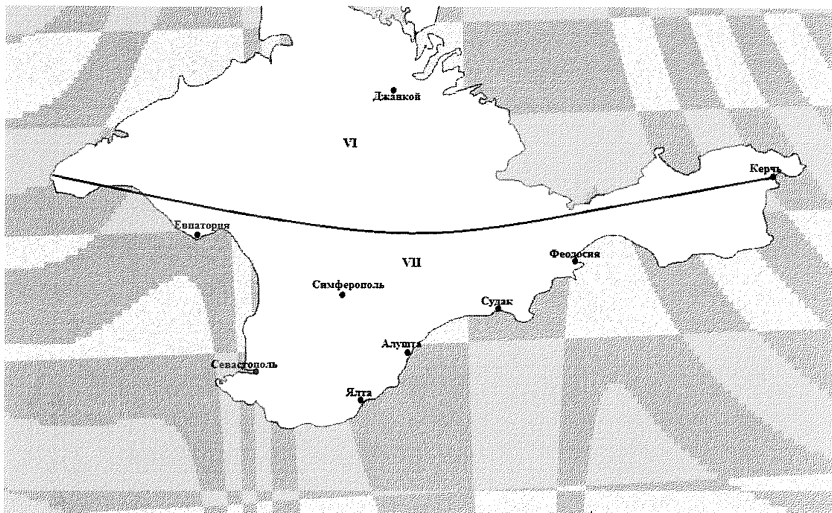 Джанкой
VI
Керчь
Евпатория
VII
Феодосия
Симферополь
Судак
Алушта
Севастополь
Ялта